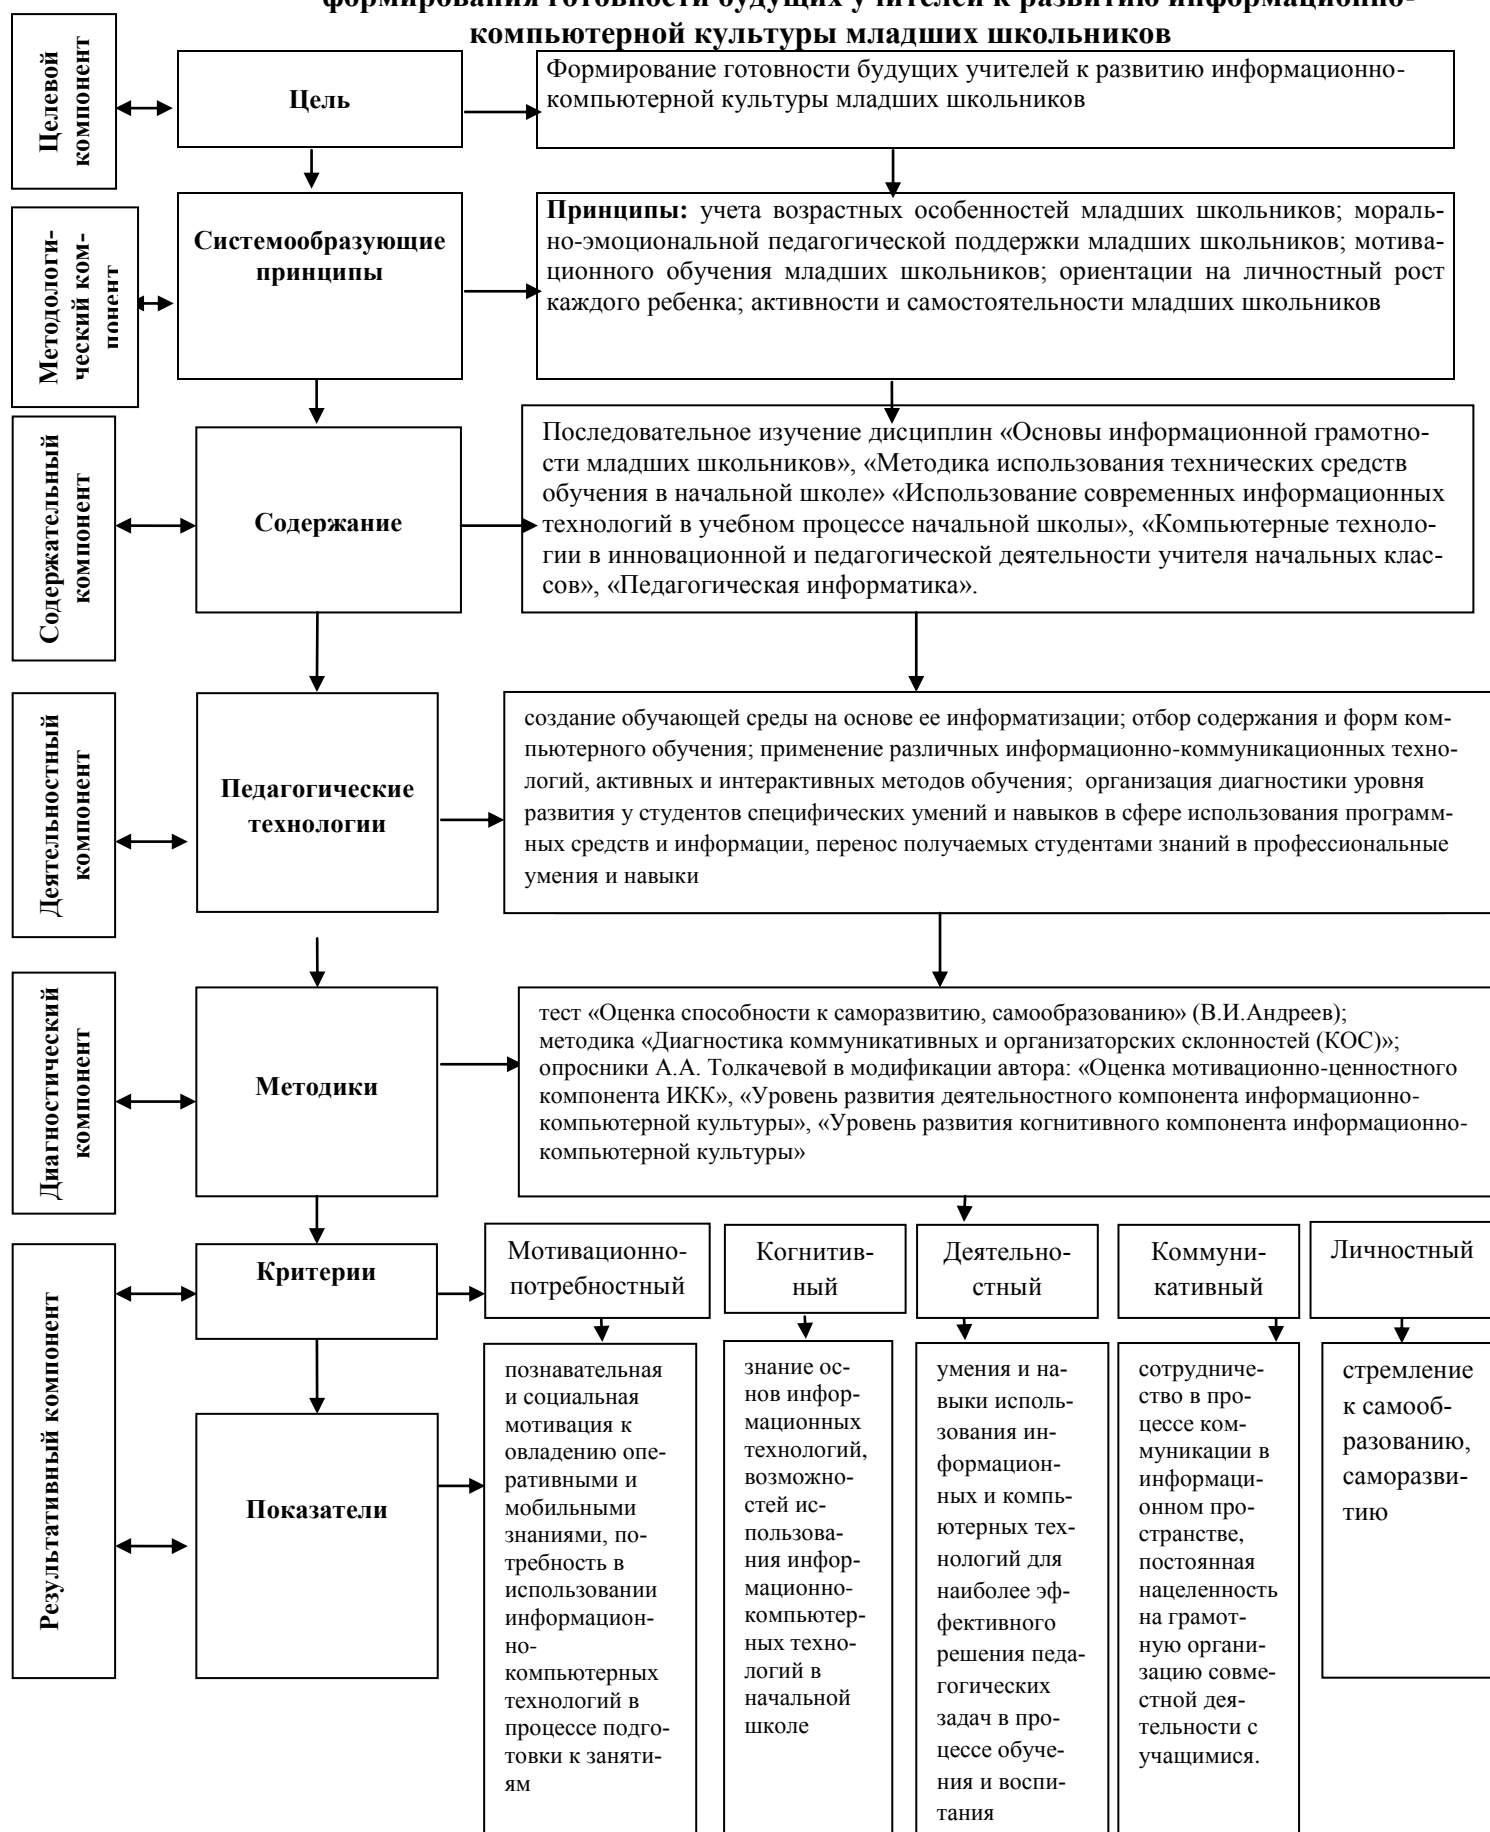 формирования готовности будущих учителей к развитию информационно-
компьютерной культуры младших школьников
Целевой
компонент
Цель
Формирование готовности будущих учителей к развитию информационно-
компьютерной культуры младших школьников
Методологи-
ческий ком-
понент
Системообразующие
принципы
Принципы: учета возрастных особенностей младших школьников; мораль-
но-эмоциональной педагогической поддержки младших школьников; мотива-
ционного обучения младших школьников; ориентации на личностный рост
каждого ребенка; активности и самостоятельности младших школьников
Содержательный
компонент
Содержание
Последовательное изучение дисциплин «Основы информационной грамотно-
сти младших школьников», «Методика использования технических средств
обучения в начальной школе» «Использование современных информационных
технологий в учебном процессе начальной школы», «Компьютерные техноло-
гии в инновационной и педагогической деятельности учителя начальных клас-
сов», «Педагогическая информатика».
Деятельностный
компонент
Педагогические
технологии
создание обучающей среды на основе ее информатизации; отбор содержания и форм ком-
пьютерного обучения; применение различных информационно-коммуникационных техно-
логий, активных и интерактивных методов обучения; организация диагностики уровня
развития у студентов специфических умений и навыков в сфере использования программ-
ных средств и информации, перенос получаемых студентами знаний в профессиональные
умения и навыки
Диагностический
компонент
Методики
тест «Оценка способности к саморазвитию, самообразованию» (В.И.Андреев);
методика «Диагностика коммуникативных и организаторских склонностей (КОС)»;
опросники А.А. Толкачевой в модификации автора: «Оценка мотивационно-ценностного
компонента ИКК», «Уровень развития деятельностного компонента информационно-
компьютерной культуры», «Уровень развития когнитивного компонента информационно-
компьютерной культуры»
Результативный компонент
Критерии
Мотивационно-
потребностный
Когнитив-
ный
Деятельно-
стный
Коммуни-
кативный
Личностный
Показатели
познавательная
и социальная
мотивация к
овладению опе-
ративными и
мобильными
знаниями, по-
требность в
использовании
информацион-
но-
компьютерных
технологий в
процессе подго-
товки к заняти-
ям
знание ос-
нов инфор-
мационных
технологий,
возможно-
стей ис-
пользова-
ния инфор-
мационно-
компьютер-
ных техно-
логий в
начальной
школе
умения и на-
выки исполь-
зования ин-
формацион-
ных и компь-
ютерных тех-
нологий для
наиболее эф-
фективного
решения педа-
гогических
задач в про-
цессе обуче-
ния и воспи-
тания
сотрудниче-
ство в про-
цессе ком-
муникации в
информаци-
онном про-
странстве,
постоянная
нацеленность
на грамот-
ную органи-
зацию совме-
стной дея-
тельности с
учащимися.
стремление
к самооб-
разованию,
саморазви-
тию